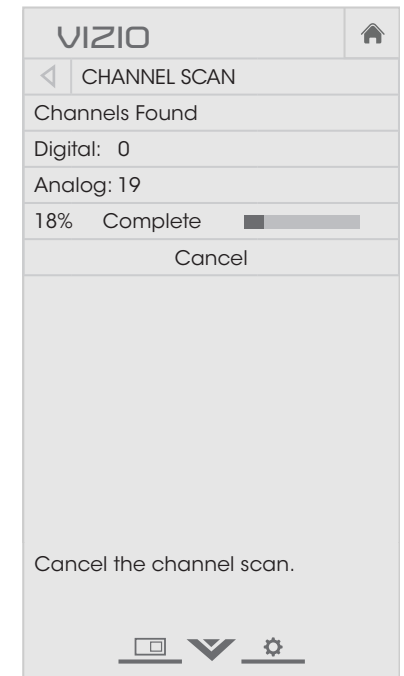 VIZIO
CHANNEL SCAN
Channels Found
Digital: 0
Analog: 19
18% Complete
Cancel
Cancel the channel scan.